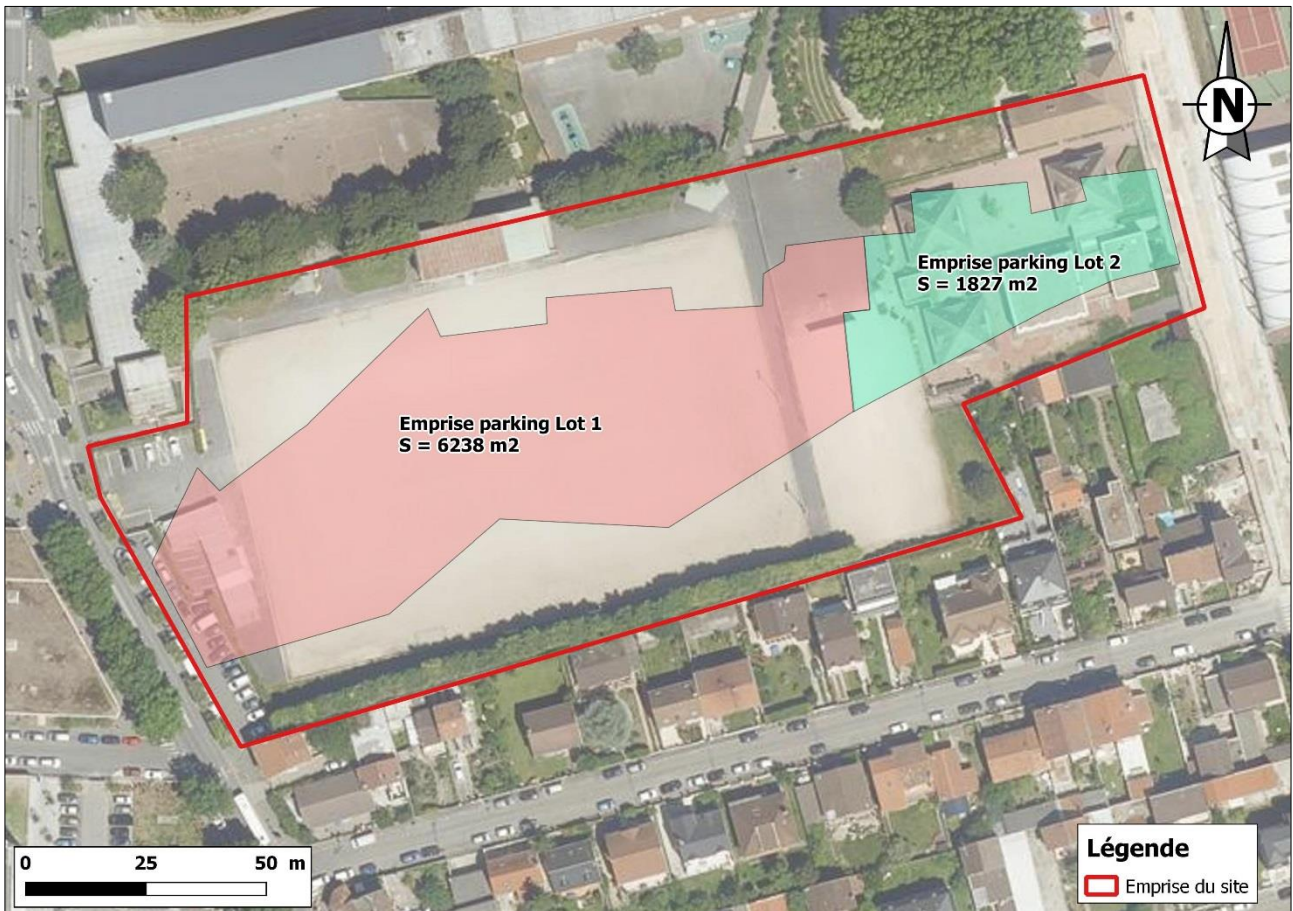 N
Emprise parking Lot 2
S = 1827 m2
Emprise parking Lot 1
S = 6238 m2
0 25 50 m
Légende
Emprise du site